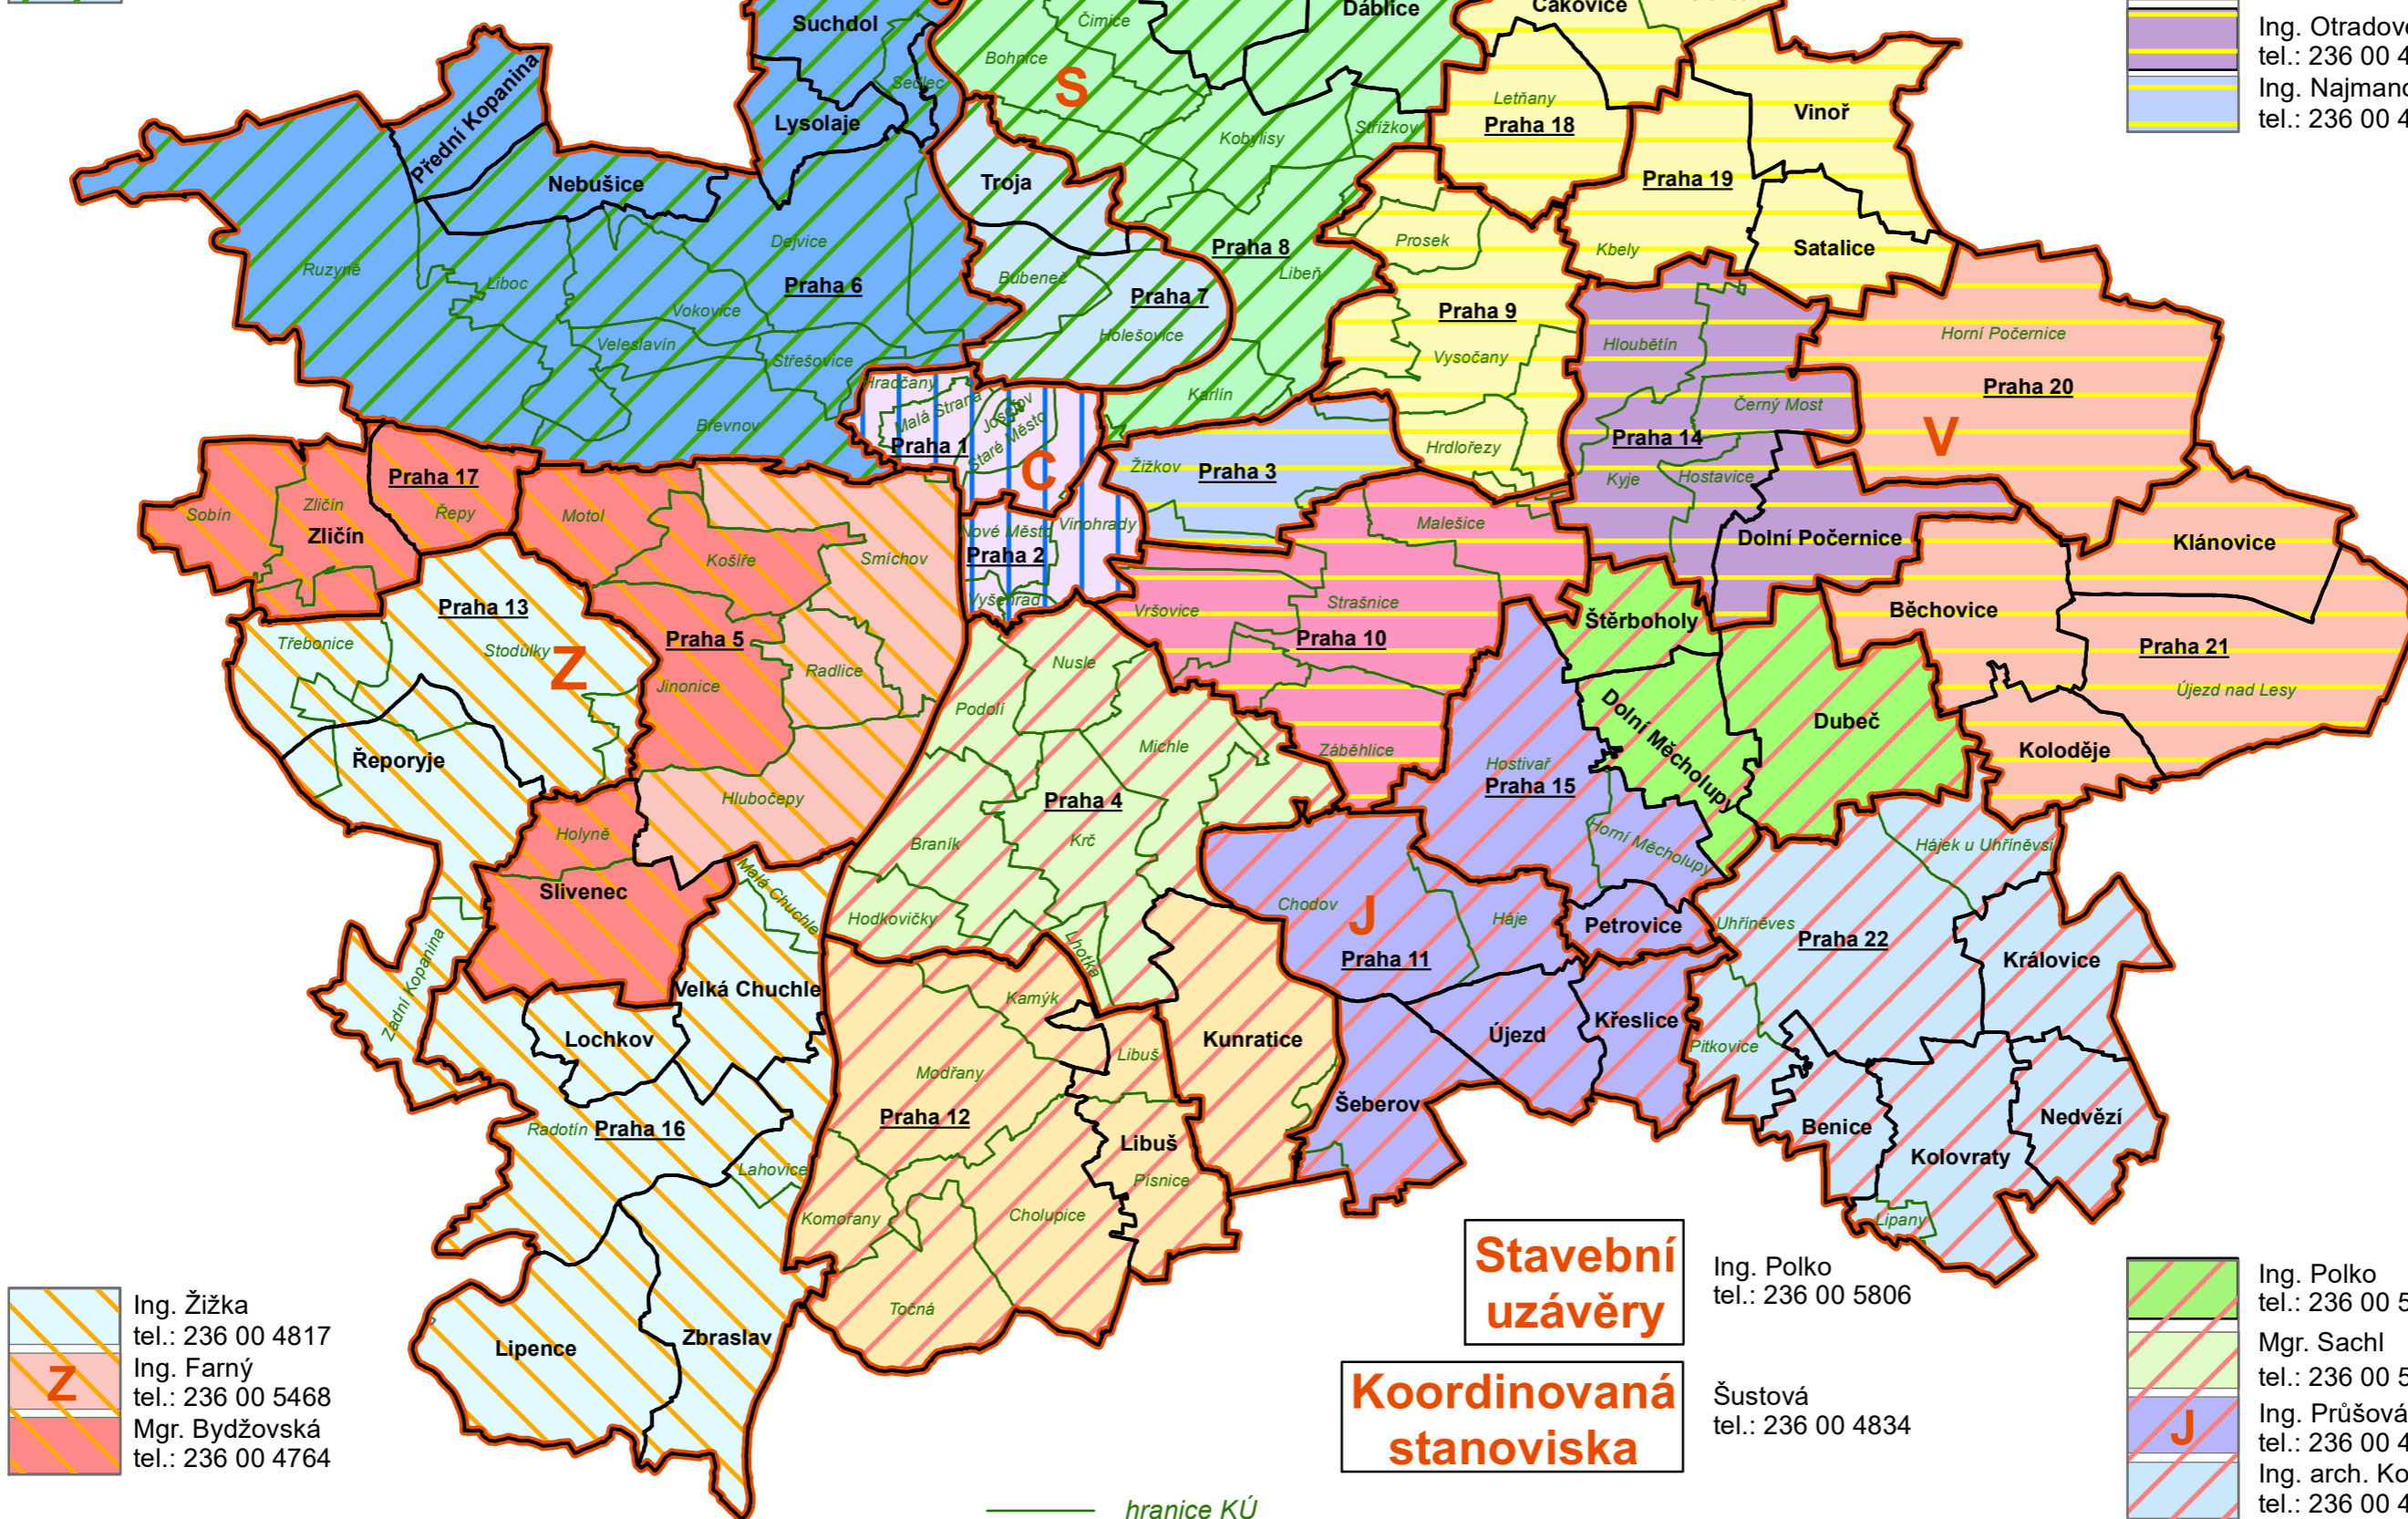 Suchdol
Čimice
Ďáblice
Čakovice
Ing. Otradov
tel.: 236 00 4
Přední Kopanina
Bohnice
S
Sedlec
Letňany
Praha 18
Vinoř
Ing. Najman
tel.: 236 00 4
Lysolaje
Kobylisy
Střížkov
Nebušice
Troja
Praha 19
Ruzyně
Liboc
Dejvice
Praha 6
Vokovice
Veleslavín
Střešovice
Břevnov
Bubeneč
Praha 7
Holešovice
Praha 8
Libeň
Karlín
Prosek
Praha 9
Vysočany
Hrdlořezy
Kbely
Satalice
Hloubětín
Černý Most
Praha 14
Kyje
Hostavice
Horní Počernice
Praha 20
V
Hradčany
Malá Strana
Josefov
Staré Město
Praha 1
C
Žižkov
Praha 3
Nové Město
Vinohrady
Praha 2
Vyšehrad
Praha 17
Řepy
Sobín
Zličín
Zličín
Motol
Košíře
Smíchov
Malešice
Dolní Počernice
Klánovice
Praha 13
Třebonice
Stodůlky
Z
Praha 5
Jinonice
Radlice
Vršovice
Strašnice
Praha 10
Záběhlice
Štěrboholy
Běchovice
Praha 21
Újezd nad Lesy
Nusle
Podolí
Michle
Praha 4
Krč
Braník
Hodkovičky
Lhotka
Dolní Měcholupy
Dubeč
Koloděje
Řeporyje
Hlubočepy
Holyně
Slivenec
Malá Chuchle
Hostivař
Praha 15
Horní Měcholupy
Hájek u Uhříněvsi
Chodov
J
Praha 11
Háje
Petrovice
Uhříněves
Praha 22
Královice
Zadní Kopanina
Velká Chuchle
Lochkov
Kamýk
Libuš
Kunratice
Modřany
Praha 12
Újezd
Křeslice
Pitkovice
Šeberov
Benice
Nedvězí
Kolovraty
Lipany
Radotín
Praha 16
Lahovice
Libuš
Písnice
Komořany
Cholupice
Točná
Lipence
Zbraslav
Ing. Žižka
tel.: 236 00 4817
Z
Ing. Farný
tel.: 236 00 5468
Mgr. Bydžovská
tel.: 236 00 4764
Stavební
uzávěry
Ing. Polko
tel.: 236 00 5806
Koordinovaná
stanoviska
Šustová
tel.: 236 00 4834
hranice KÚ
Ing. Polko
tel.: 236 00 5
Mgr. Sachl
tel.: 236 00 5
J
Ing. Průšová
tel.: 236 00 4
Ing. arch. Ko
tel.: 236 00 4